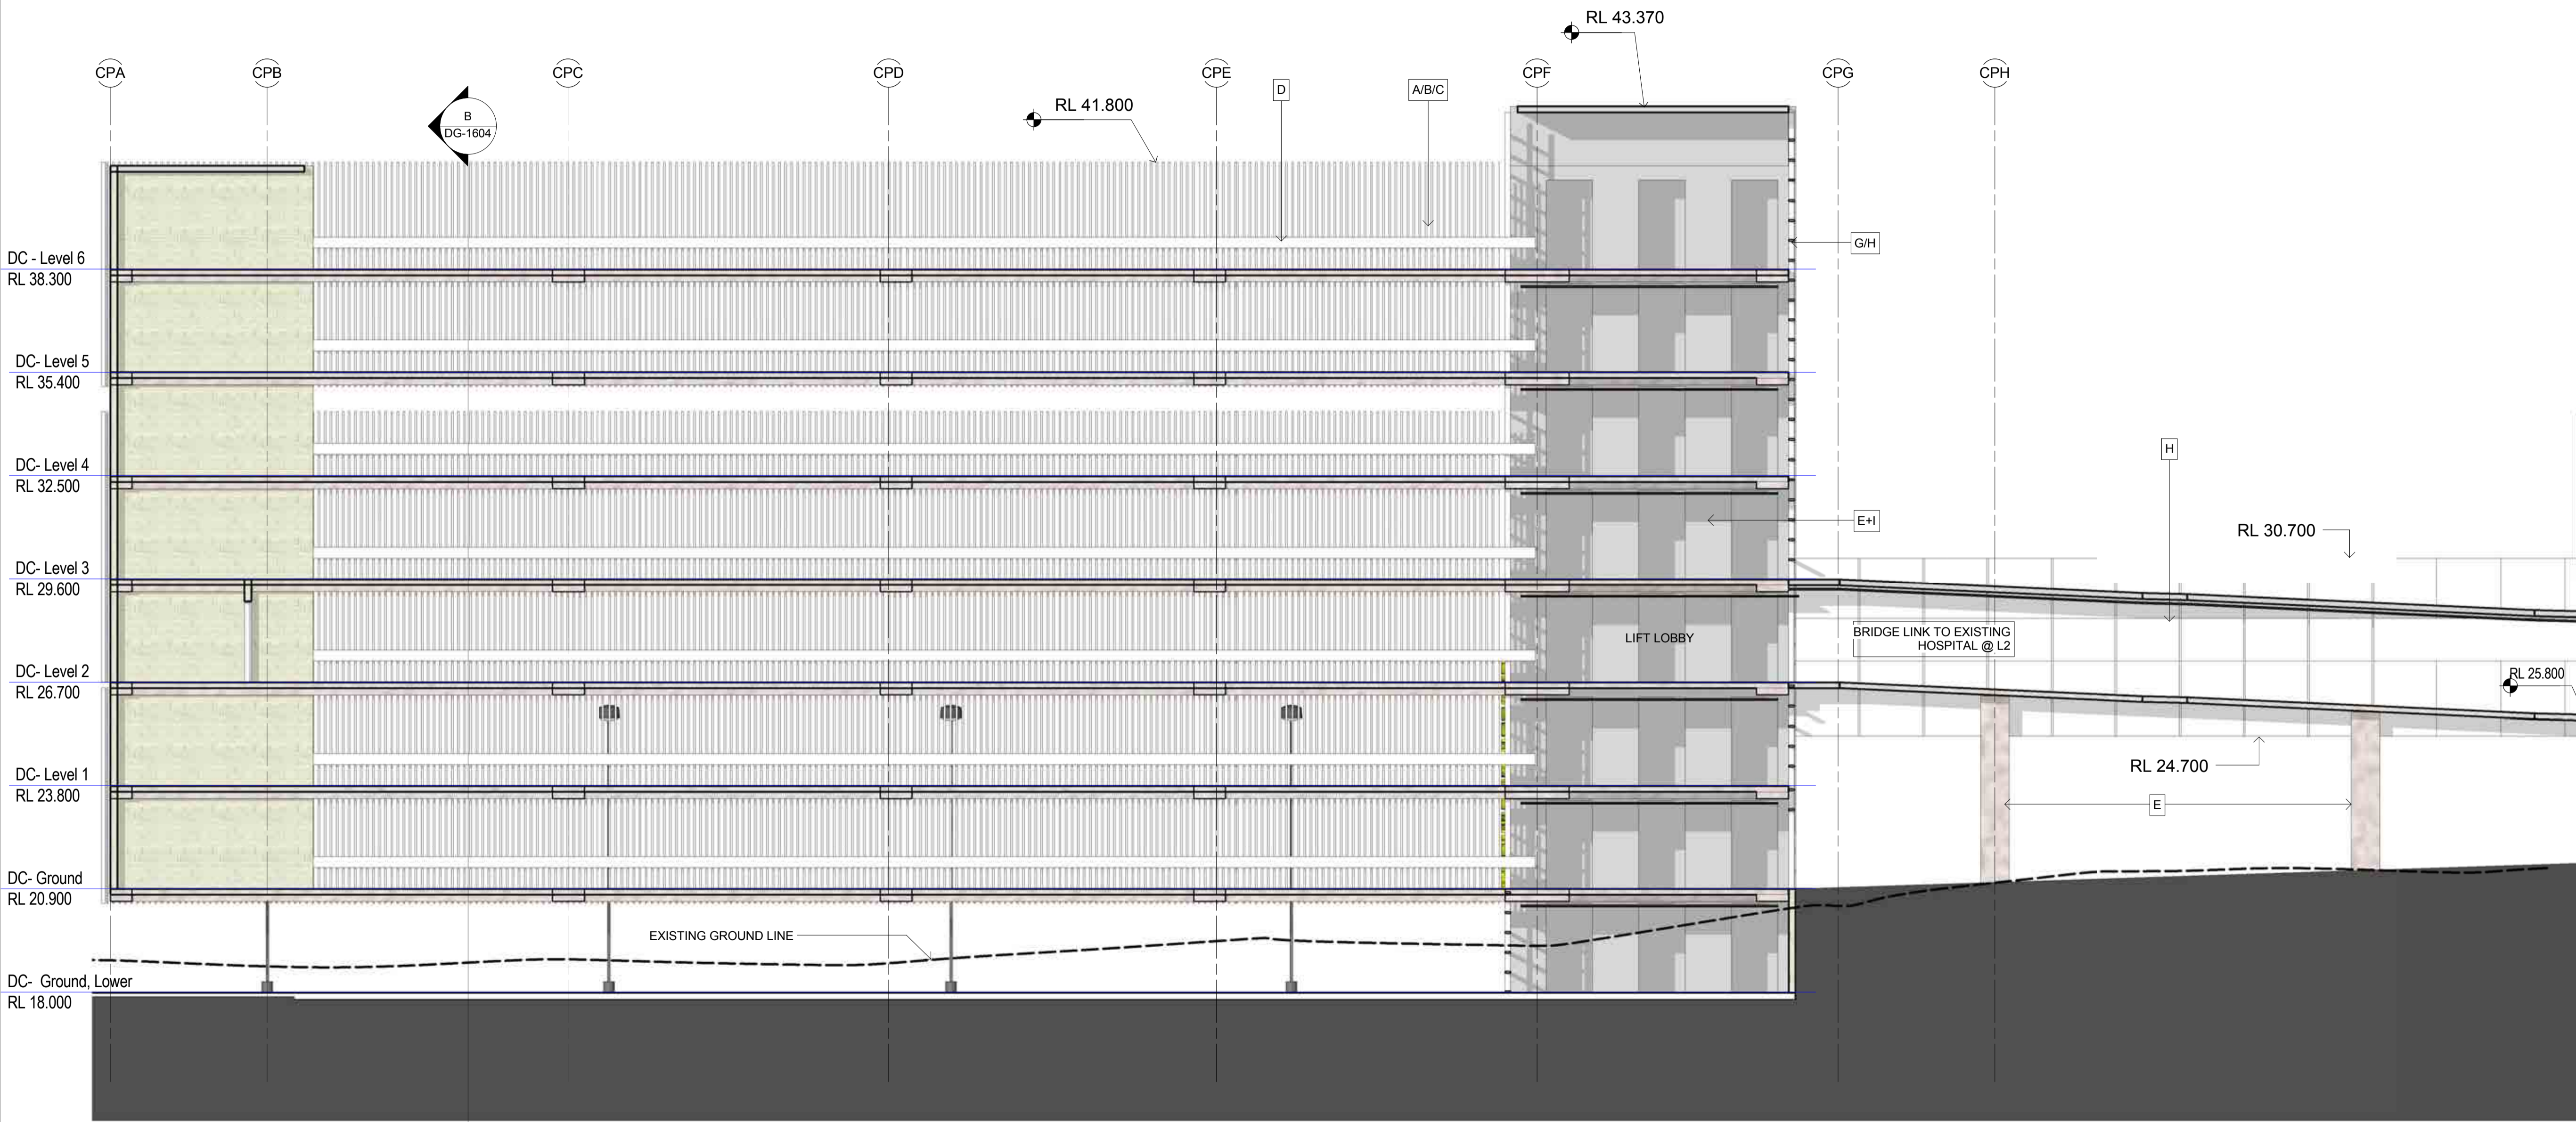 RL 43.370
CPA
CPB
CPC
CPD
CPE
CPF
CPG
CPH
D
A/B/C
RL 41.800
B
DG-1604
G/H
DC - Level 6
RL 38.300
DC- Level 5
RL 35.400
DC- Level 4
RL 32.500
H
E+I
RL 30.700
DC- Level 3
RL 29.600
LIFT LOBBY
BRIDGE LINK TO EXISTING
HOSPITAL @ L2
DC- Level 2
RL 26.700
RL 25.800
RL 24.700
DC- Level 1
RL 23.800
E
DC- Ground
RL 20.900
EXISTING GROUND LINE
DC- Ground, Lower
RL 18.000